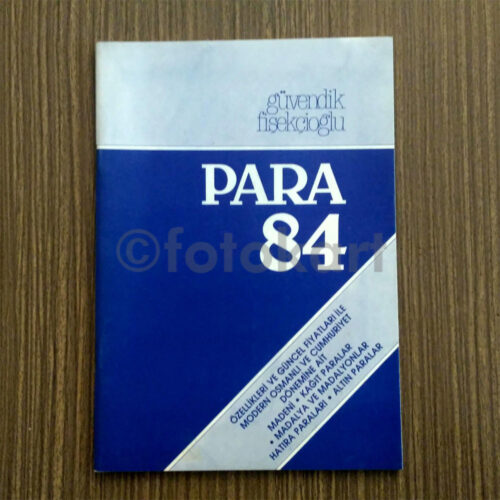 güvendik
fişekçioğlu
PARA
84
©fotokart
ÖZELLİKLERİ VE GÜNCEL FİYATLARI İLE
MODERN OSMANLI VE CUMHURİYET
DÖNEMİNE AİT
MADENİ • KAĞIT PARALAR
• MADALYA VE MADALYONLAR
HATIRA PARALARI • ALTIN PARALAR